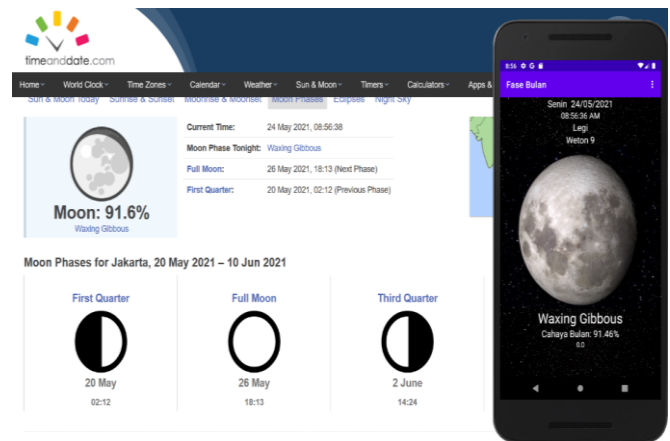 timeanddate.com
Home World Clock Time Zones Calendar Weather Sun & Moon Timers Calculators Apps &
Sun & Moon Today Sunrise & Sunset Moonrise & Moonset Moon Phases Eclipses Night Sky
Moon: 91.6%
Waxing Gibbous
Current Time: 24 May 2021, 08:56:38
Moon Phase Tonight: Waxing Gibbous
Full Moon: 26 May 2021, 18:13 (Next Phase)
First Quarter: 20 May 2021, 02:12 (Previous Phase)
Moon Phases for Jakarta, 20 May 2021 – 10 Jun 2021
First Quarter
20 May
02:12
Full Moon
26 May
18:13
Third Quarter
2 June
14:24
8:56 G
Fase Bulan
Senin 24/05/2021
08:56:36 AM
Legi
Weton 9
Waxing Gibbous
Cahaya Bulan: 91.46%
0.0